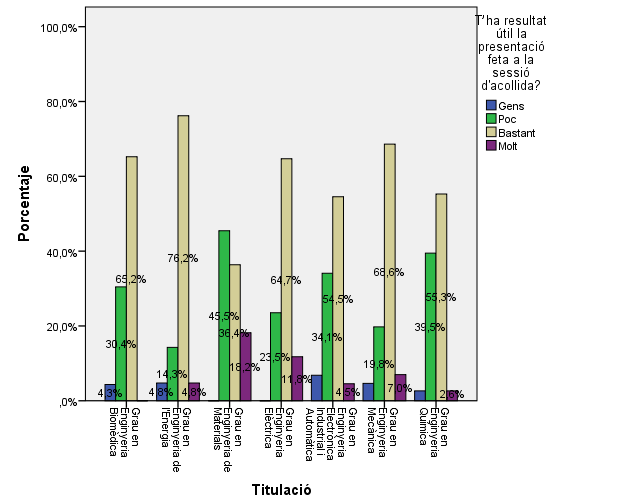 T'ha resultat
útil la
presentació
feta a la
sessió
d'acollida?
Gens
Poc
Bastant
Molt
Porcentaje
100,0%
80,0%
60,0%
40,0%
20,0%
,0%
4,3%
30,4%
65,2%
4,8%
14,3%
76,2%
4,8%
45,5%
36,4%
18,2%
23,5%
64,7%
11,8%
34,1%
54,5%
4,5%
19,8%
68,6%
7,0%
39,5%
55,3%
2,6%
Grau en
Enginyeria
Biomèdica
Grau en
Enginyeria de
l'Energia
Grau en
Enginyeria de
Materials
Grau en
Enginyeria
Elèctrica
Grau en
Enginyeria
Electrònica
Industrial i
Automàtica
Grau en
Enginyeria
Mecànica
Grau en
Enginyeria
Química
Titulació